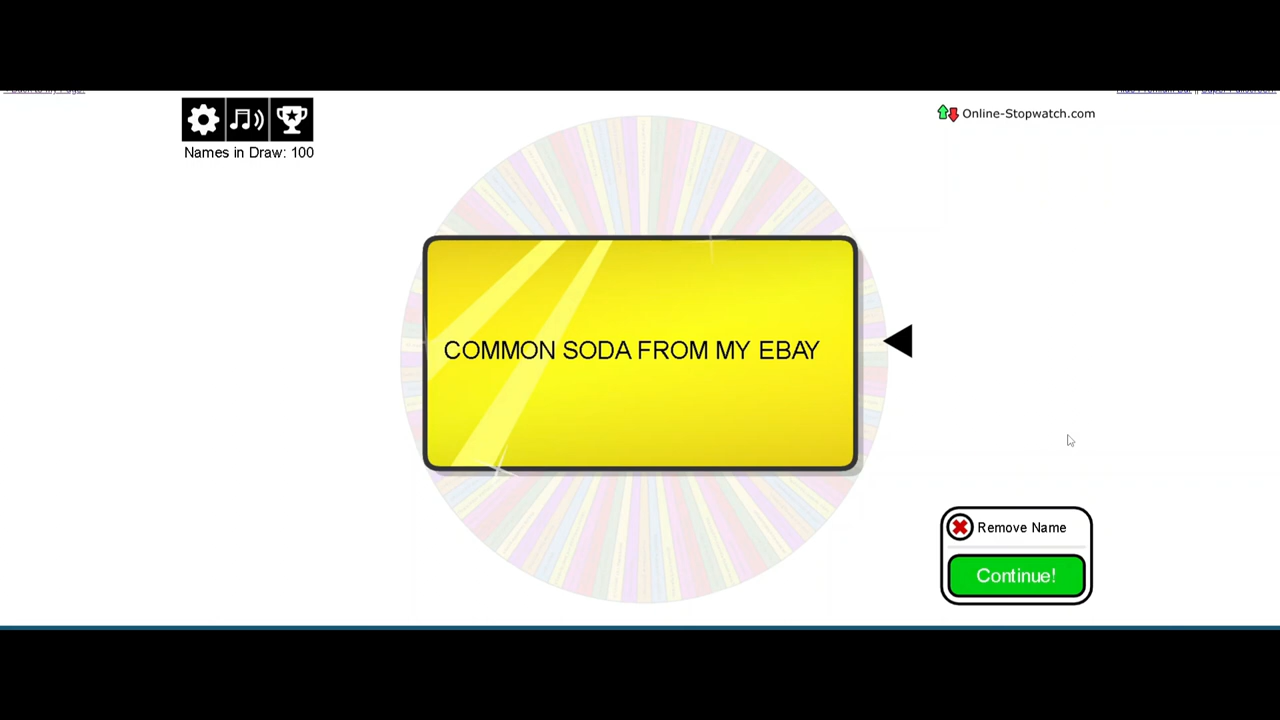 Online-Stopwatch.com
Names in Draw: 100
COMMON SODA FROM MY EBAY
Remove Name
Continue!